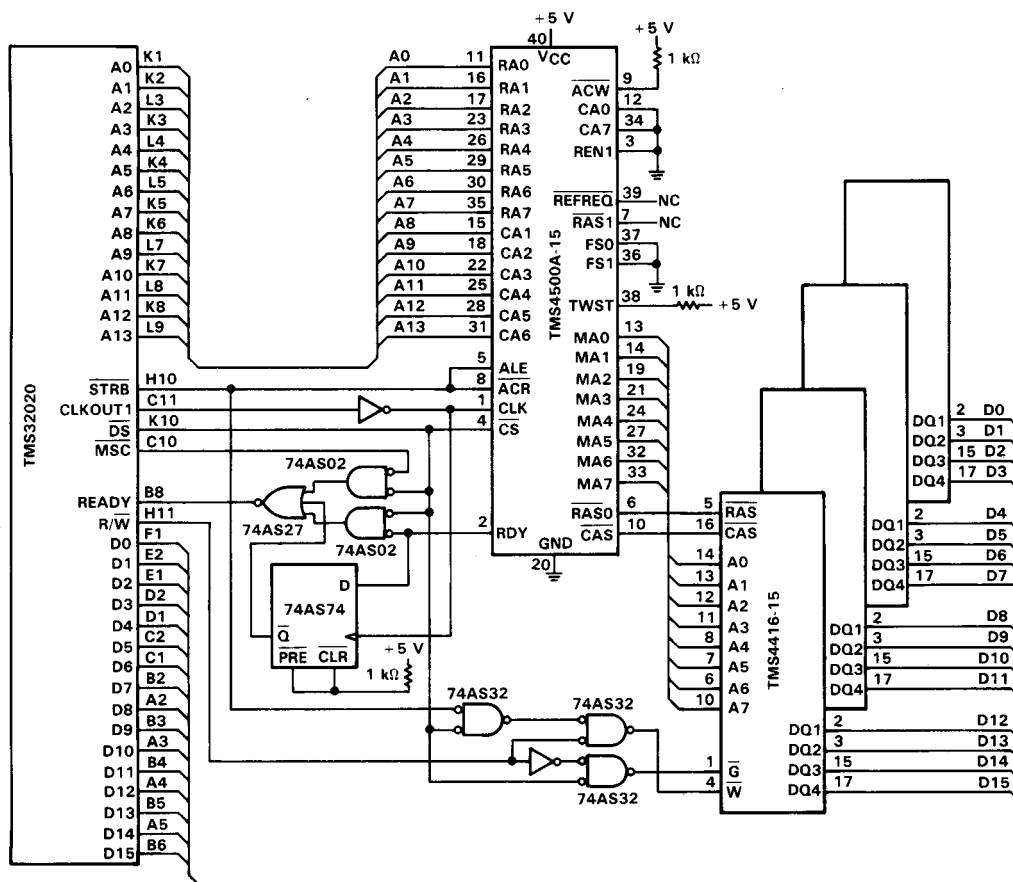 TMS32020
A0 K1
A1 K2
A2 L3
A3 K3
A4 L4
A5 K4
A6 L5
A7 K5
A8 K6
A9 L7
A10 K7
A11 L8
A12 K8
A13 L9
STRB H10
CLKOUT1 C11
DS K10
MSC C10
READY B8
R/W H11
D0 F1
D1 E2
D2 E1
D3 D2
D4 D1
D5 C2
D6 C1
D7 B2
D8 A2
D9 B3
D10 A3
D11 B4
D12 A4
D13 B5
D14 A5
D15 B6
74AS02
74AS27
74AS02
D
74AS74
Q
PRE CLR
+5 V
1 kΩ
74AS32
74AS32
74AS32
+5 V
40
VCC
TMS4500A-15
A0 11 RA0
A1 16 RA1
A2 17 RA2
A3 23 RA3
A4 26 RA4
A5 29 RA5
A6 30 RA6
A7 35 RA7
A8 15 CA1
A9 18 CA2
A10 22 CA3
A11 25 CA4
A12 28 CA5
A13 31 CA6
5 ALE
8 ACR
1 CLK
4 CS
2 RDY
GND
20
+5 V
1 kΩ
ACW 9
CA0 12
CA7 34
REN1 3
REFREQ 39 NC
RAS1 7 NC
FS0 37
FS1 36
TWST 38
1 kΩ
+5 V
MA0 13
MA1 14
MA2 19
MA3 21
MA4 24
MA5 27
MA6 32
MA7 33
RAS0 6
CAS 10
TMS4416-15
5 RAS
16 CAS
14 A0
13 A1
12 A2
11 A3
8 A4
7 A5
6 A6
10 A7
1 G
4 W
DQ1 2 D0
DQ2 3 D1
DQ3 15 D2
DQ4 17 D3
DQ1 2 D4
DQ2 3 D5
DQ3 15 D6
DQ4 17 D7
DQ1 2 D8
DQ2 3 D9
DQ3 15 D10
DQ4 17 D11
DQ1 2 D12
DQ2 3 D13
DQ3 15 D14
DQ4 17 D15